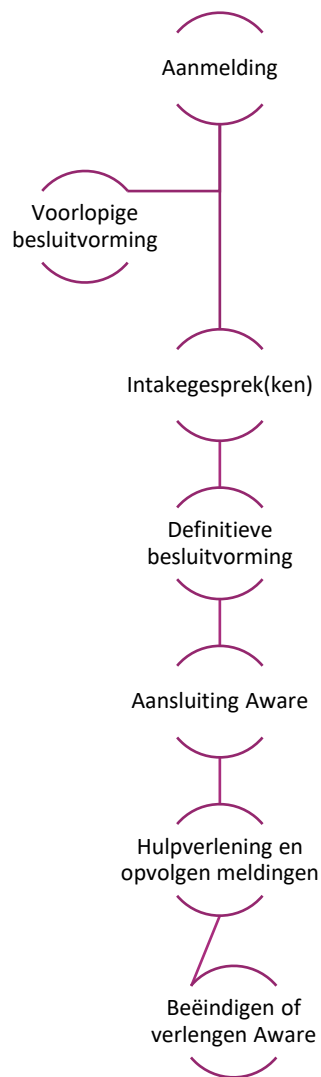 Aanmelding
Voorlopige
besluitvorming
Intakegesprek(ken)
Definitieve
besluitvorming
Aansluiting Aware
Hulpverlening en
opvolgen meldingen
Beëindigen of
verlengen Aware